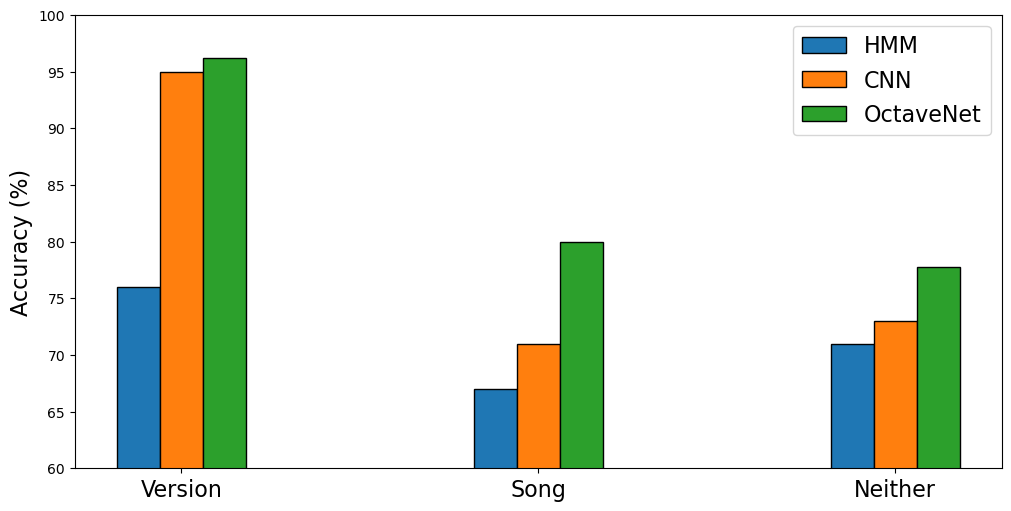 100
95
90
85
80
75
70
65
60
Accuracy (%)
HMM
CNN
OctaveNet
Version
Song
Neither